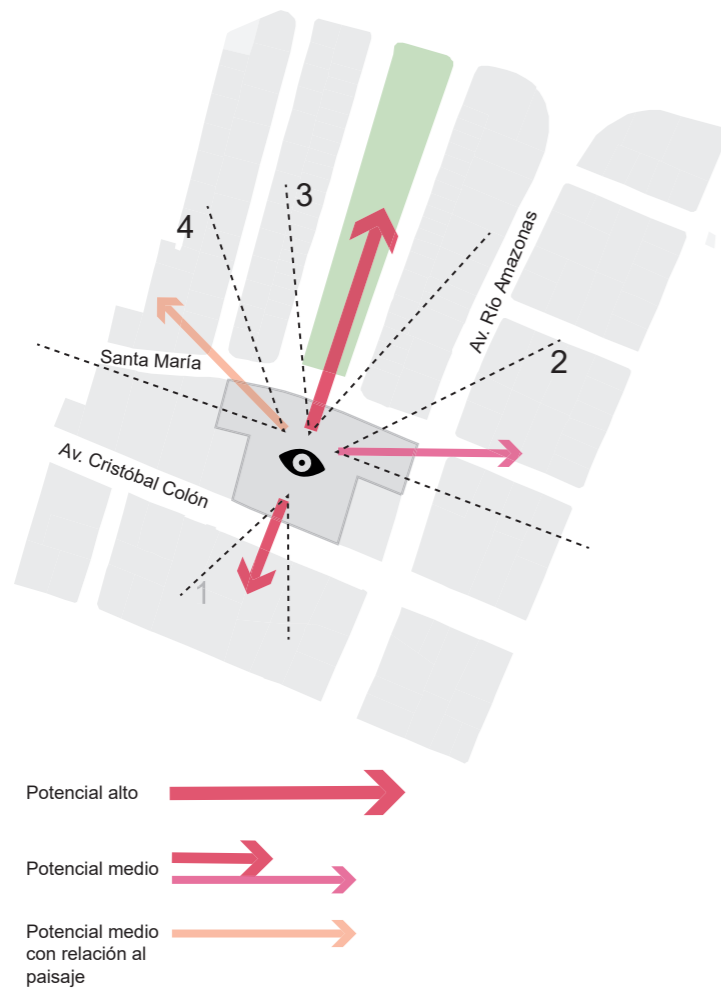 3
4
Av. Río Amazonas
2
Santa María
Av. Cristóbal Colón
1
Potencial alto
Potencial medio
Potencial medio
con relación al
paisaje